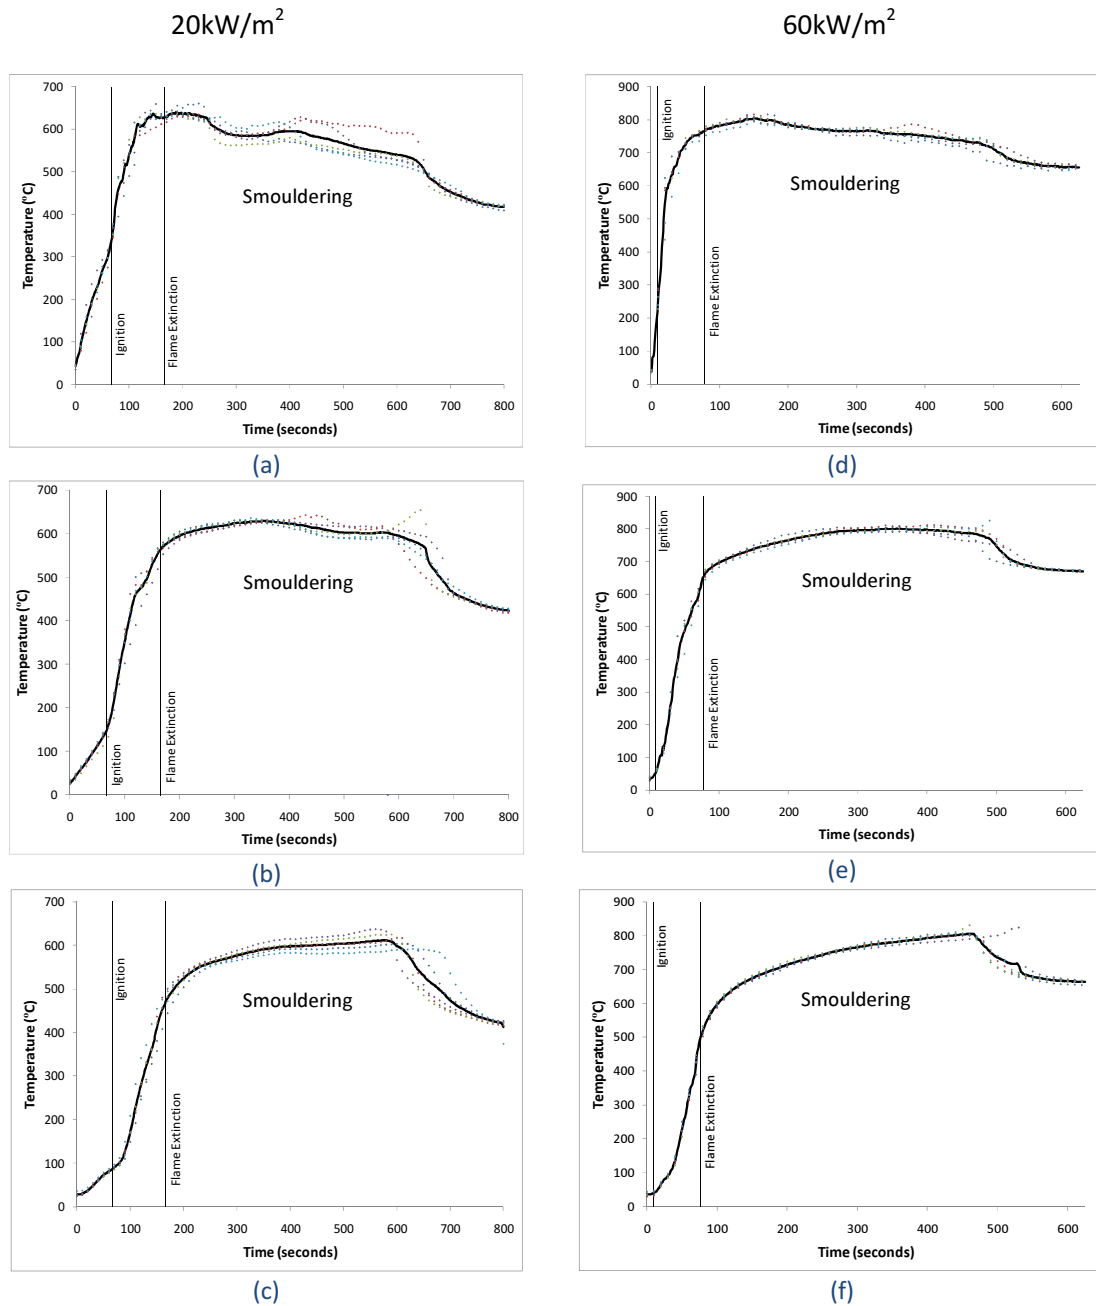 20kW/m²
60kW/m²
700
600
500
400
300
200
100
0
Temperature (°C)
Ignition
Flame Extinction
Smouldering
0 100 200 300 400 500 600 700 800
Time (seconds)
(a)
900
800
700
600
500
400
300
200
100
0
Temperature (°C)
Ignition
Flame Extinction
Smouldering
0 100 200 300 400 500 600
Time (seconds)
(d)
700
600
500
400
300
200
100
0
Temperature (°C)
Ignition
Flame Extinction
Smouldering
0 100 200 300 400 500 600 700 800
Time (seconds)
(b)
900
800
700
600
500
400
300
200
100
0
Temperature (°C)
Ignition
Flame Extinction
Smouldering
0 100 200 300 400 500 600
Time (seconds)
(e)
700
600
500
400
300
200
100
0
Temperature (°C)
Ignition
Flame Extinction
Smouldering
0 100 200 300 400 500 600 700 800
Time (seconds)
(c)
900
800
700
600
500
400
300
200
100
0
Temperature (°C)
Ignition
Flame Extinction
Smouldering
0 100 200 300 400 500 600
Time (seconds)
(f)